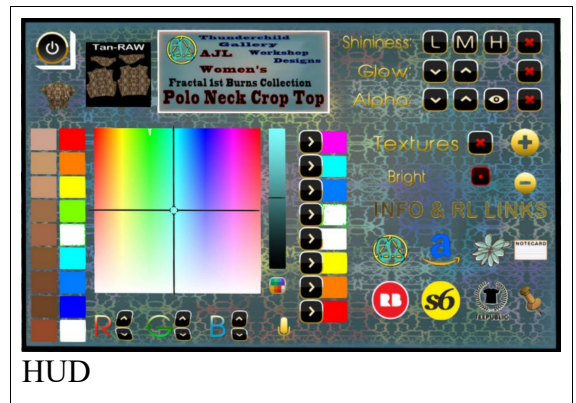 Tan-RAW
Thunderchild
Gallery
AJL Workshop
Designs
Women's
Fractal 1st Burns Collection
Polo Neck Crop Top
Shininess: L M H
Glow:
Alpha:
Textures
Bright
INFO & RL LINKS
a
NOTECARD
RB
s6
TEEPUBLIC
R G B
HUD